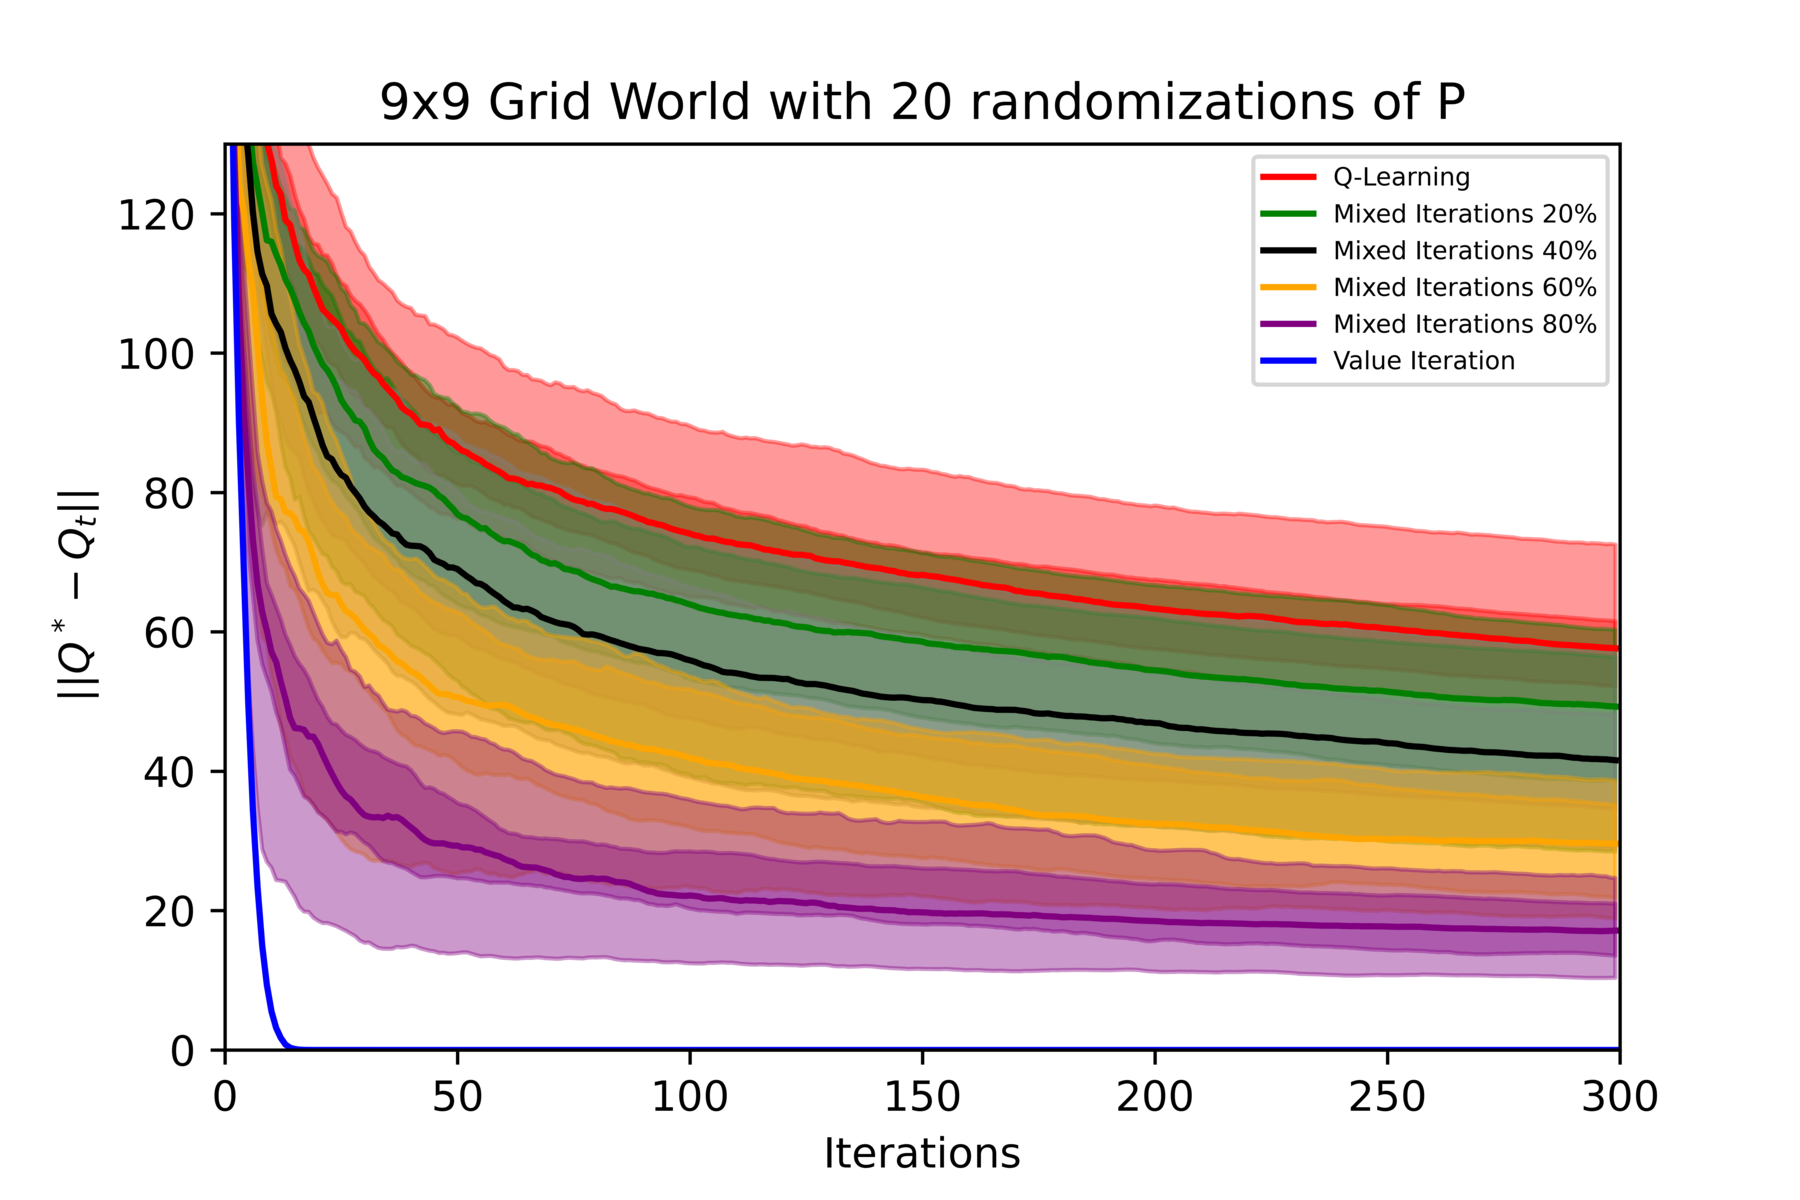 9x9 Grid World with 20 randomizations of P
||Q* − Qt||
120
100
80
60
40
20
0
Q-Learning
Mixed Iterations 20%
Mixed Iterations 40%
Mixed Iterations 60%
Mixed Iterations 80%
Value Iteration
0 50 100 150 200 250 300
Iterations